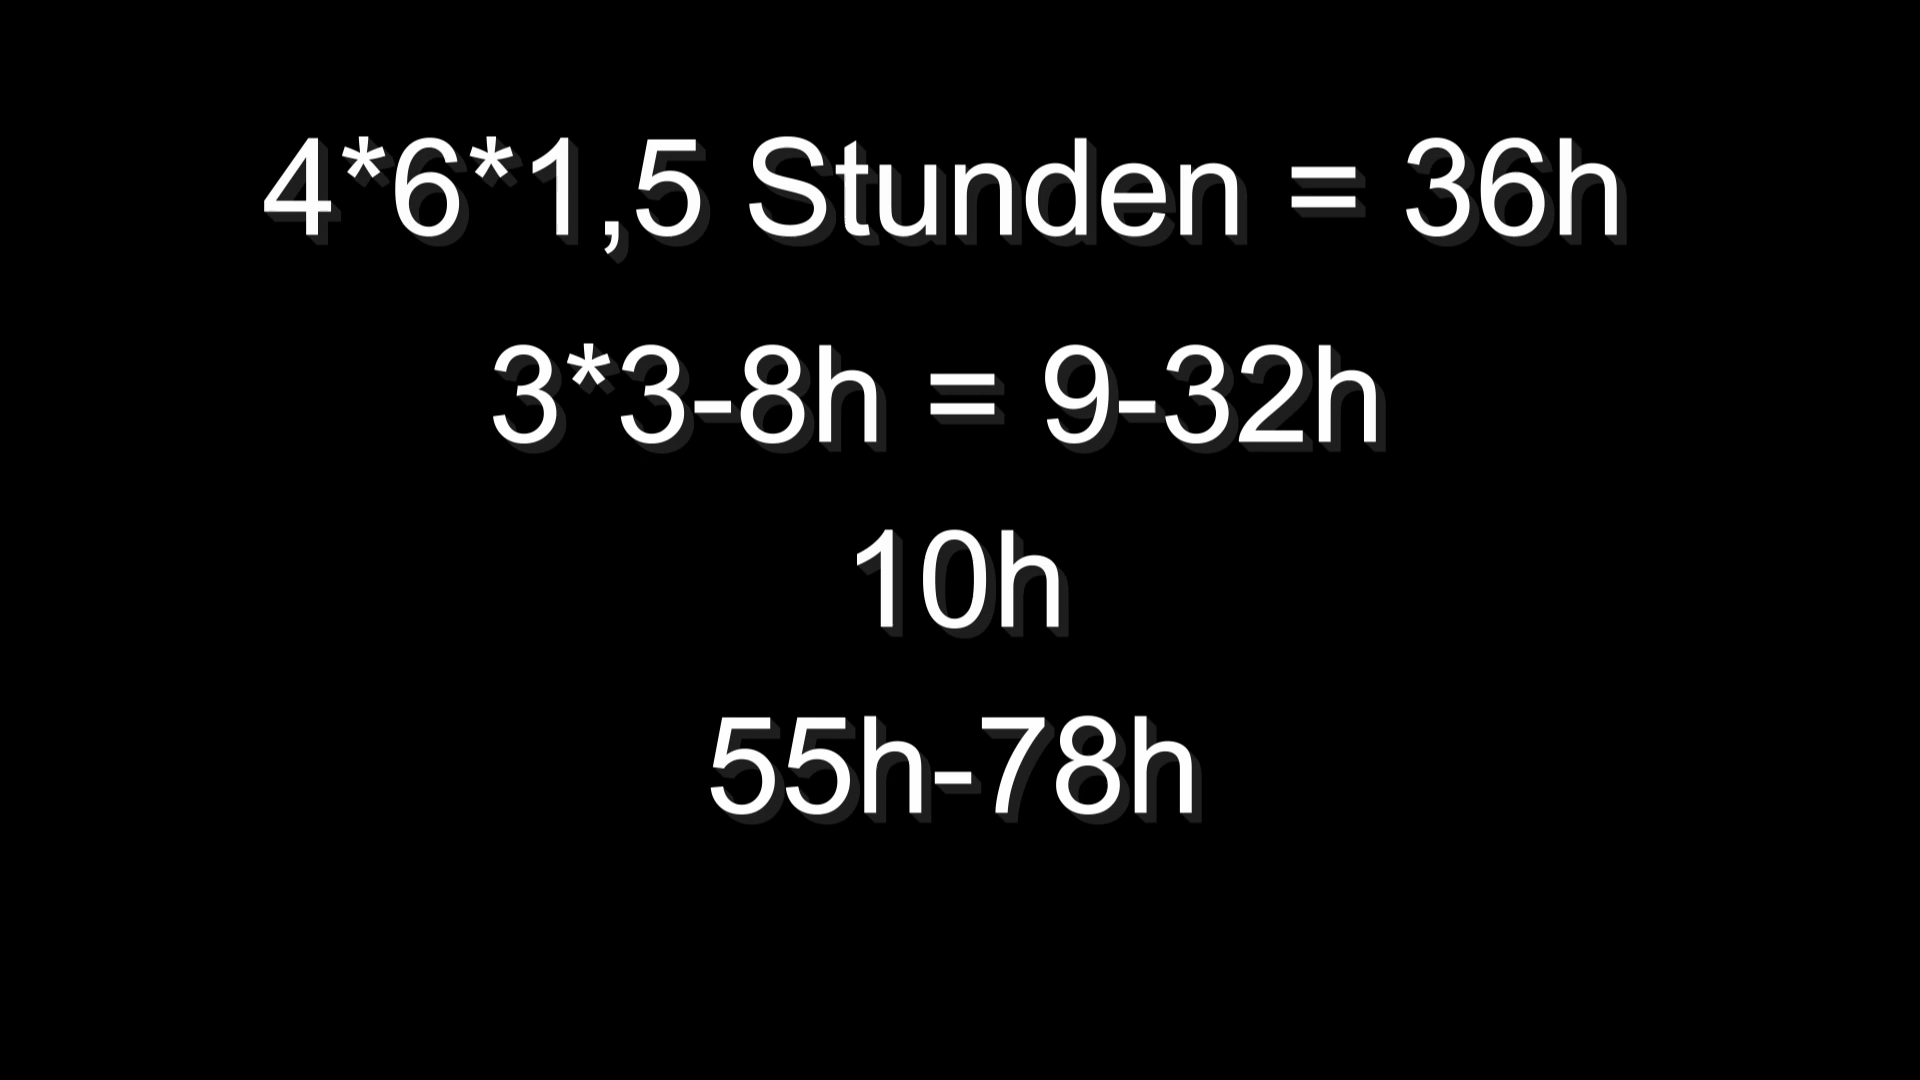 4*6*1,5 Stunden = 36h
3*3-8h = 9-32h
10h
55h-78h